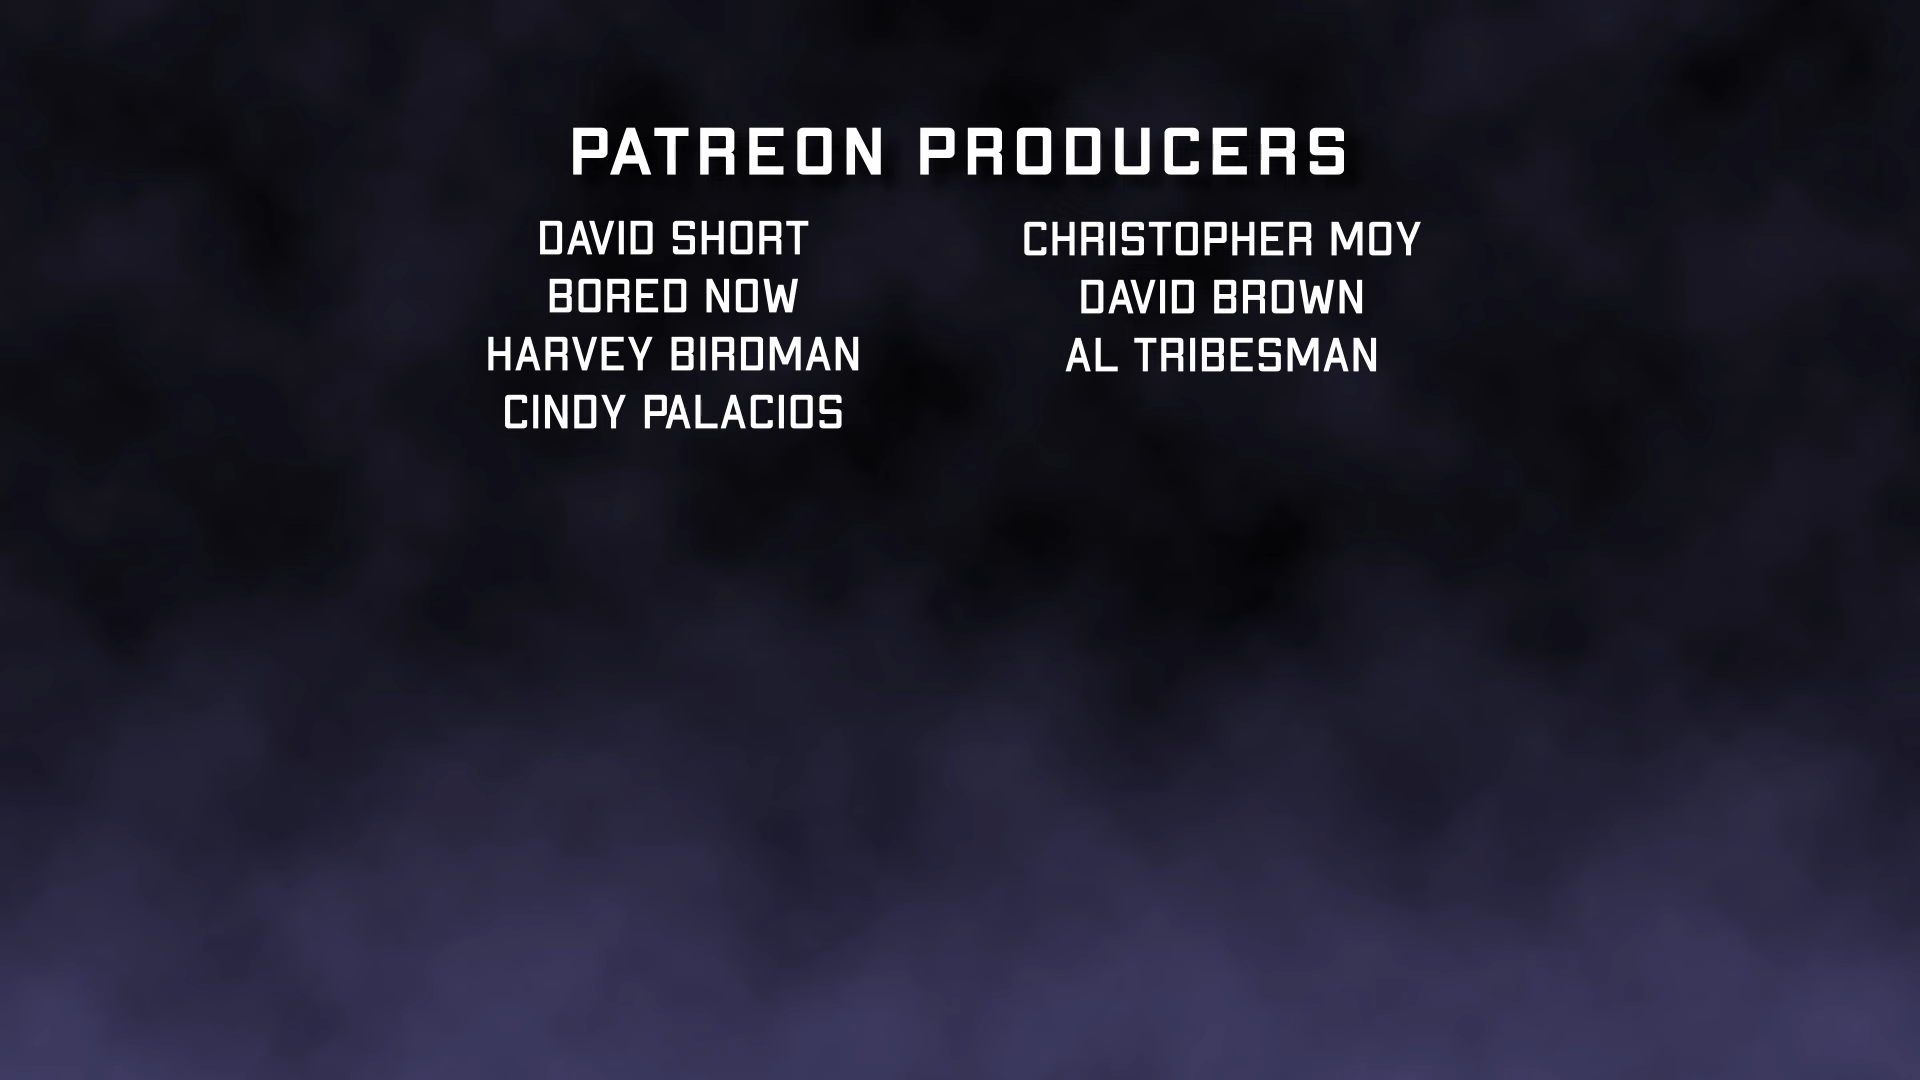 PATREON PRODUCERS
DAVID SHORT
BORED NOW
HARVEY BIRDMAN
CINDY PALACIOS
CHRISTOPHER MOY
DAVID BROWN
AL TRIBESMAN